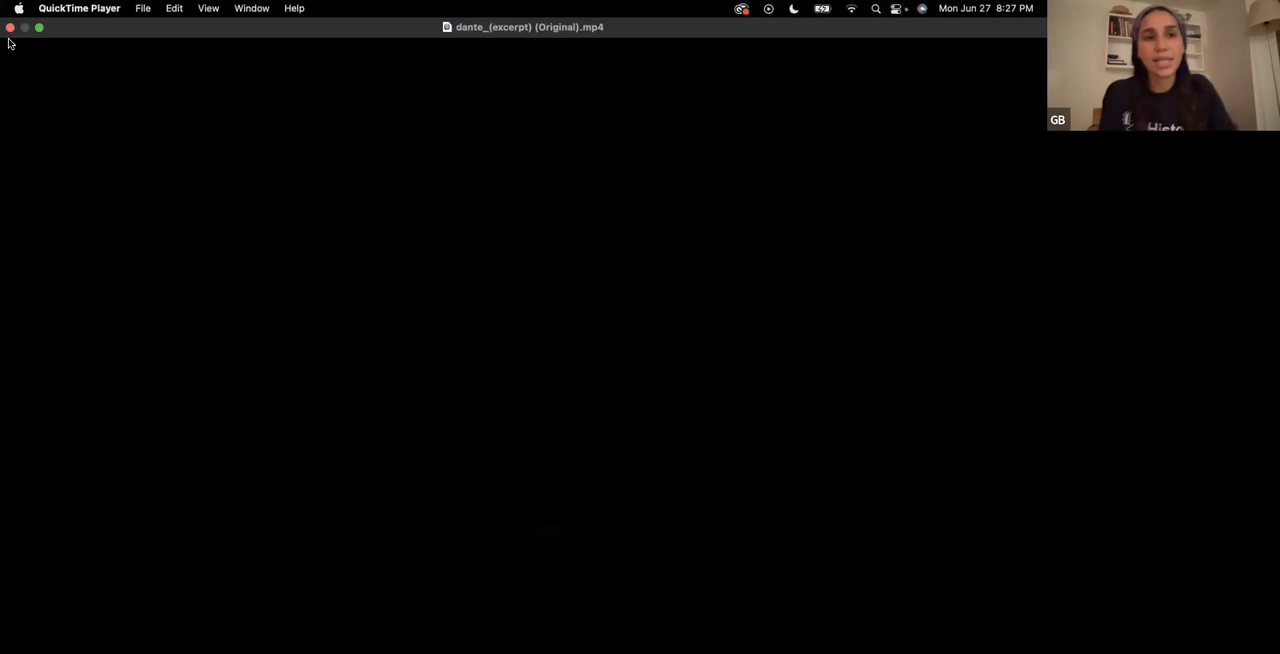 QuickTime Player File Edit View Window Help Mon Jun 27 8:27 PM
dante_(excerpt) (Original).mp4
GB